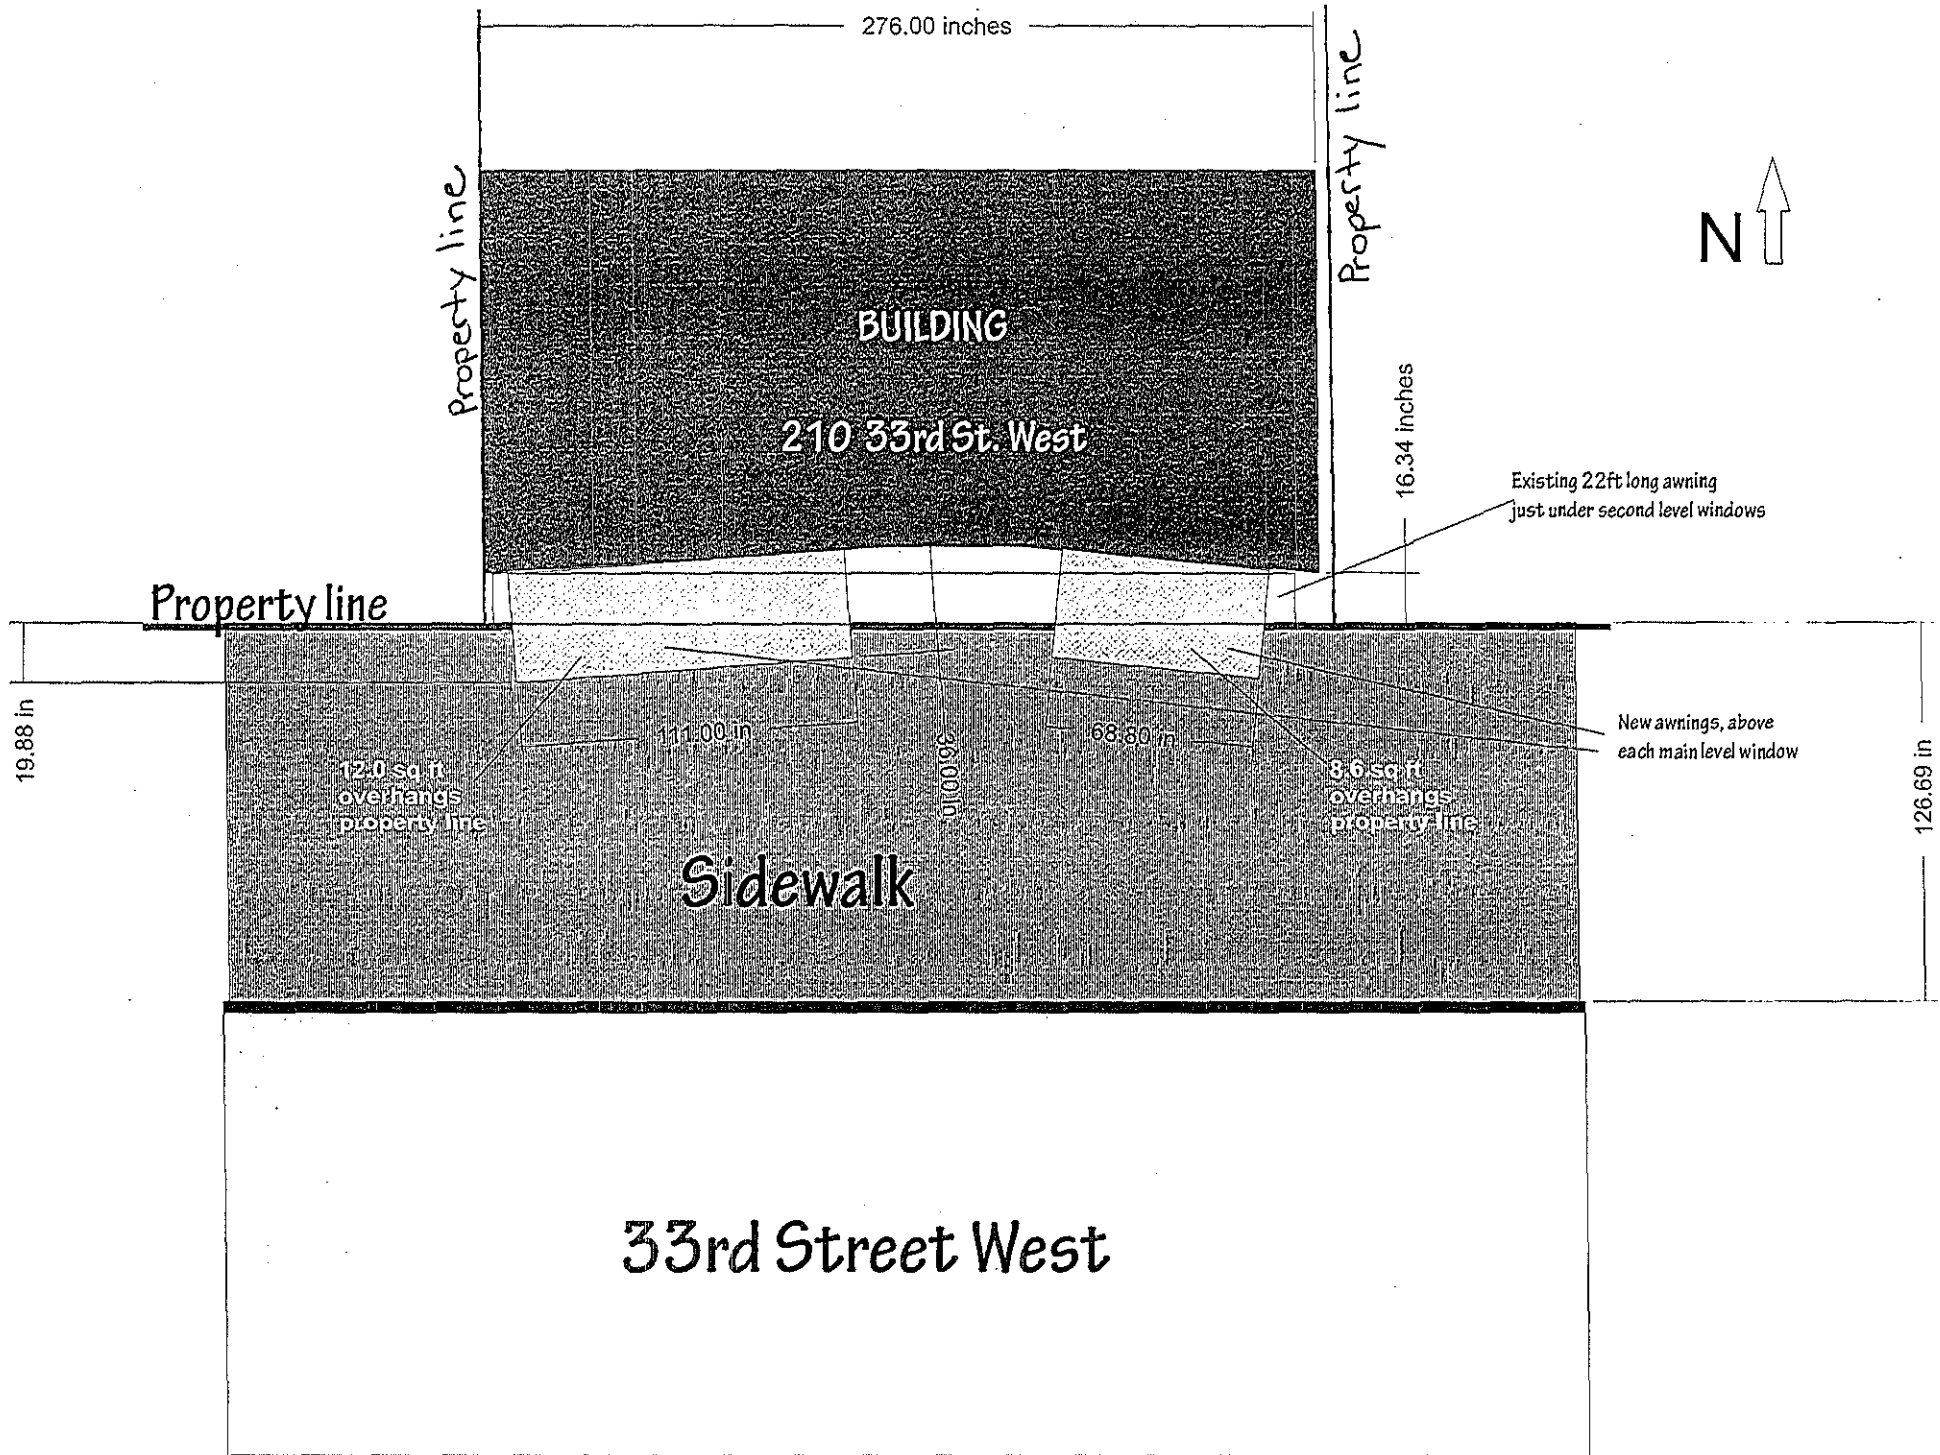 276.00 inches
Property line
Property line
N
BUILDING
210 33rd St. West
16.34 inches
Existing 22ft long awning
just under second level windows
Property line
19.88 in
111.00 in
36.00 in
68.80 in
New awnings, above
each main level window
126.69 in
12.0 sq ft
overhangs
property line
8.6 sq ft
overhangs
property line
Sidewalk
33rd Street West